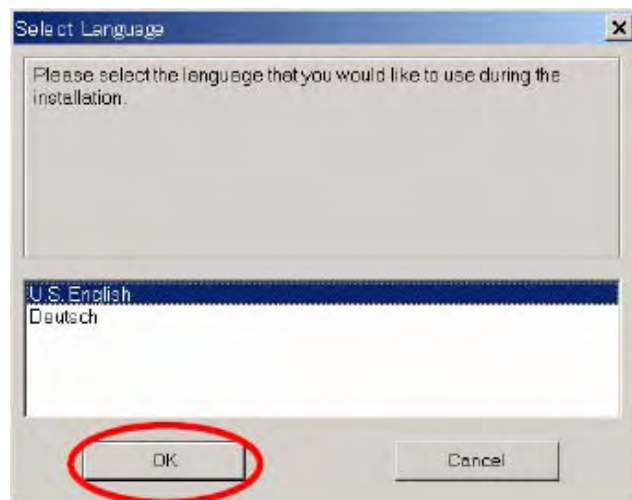 Select Language
Please select the language that you would like to use during the
installation.
U.S. English
Deutsch
OK
Cancel